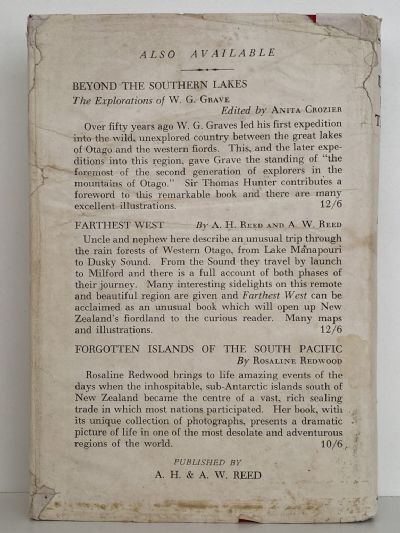 ALSO AVAILABLE
BEYOND THE SOUTHERN LAKES
The Explorations of W. G. GRAVE
Edited by ANITA CROZIER
Over fifty years ago W. G. Graves led his first expedition
into the wild, unexplored country between the great lakes
of Otago and the western fiords. This, and the later expe-
ditions into this region, gave Grave the standing of "the
foremost of the second generation of explorers in the
mountains of Otago." Sir Thomas Hunter contributes a
foreword to this remarkable book and there are many
excellent illustrations. 12/6
FARTHEST WEST By A. H. REED AND A. W. REED
Uncle and nephew here describe an unusual trip through
the rain forests of Western Otago, from Lake Manapouri
to Dusky Sound. From the Sound they travel by launch
to Milford and there is a full account of both phases of
their journey. Many interesting sidelights on this remote
and beautiful region are given and Farthest West can be
acclaimed as an unusual book which will open up New
Zealand's fiordland to the curious reader. Many maps
and illustrations. 12/6
FORGOTTEN ISLANDS OF THE SOUTH PACIFIC
By ROSALINE REDWOOD
Rosaline Redwood brings to life amazing events of the
days when the inhospitable, sub-Antarctic islands south of
New Zealand became the centre of a vast, rich sealing
trade in which most nations participated. Her book, with
its unique collection of photographs, presents a dramatic
picture of life in one of the most desolate and adventurous
regions of the world. 10/6
PUBLISHED BY
A. H. & A. W. REED